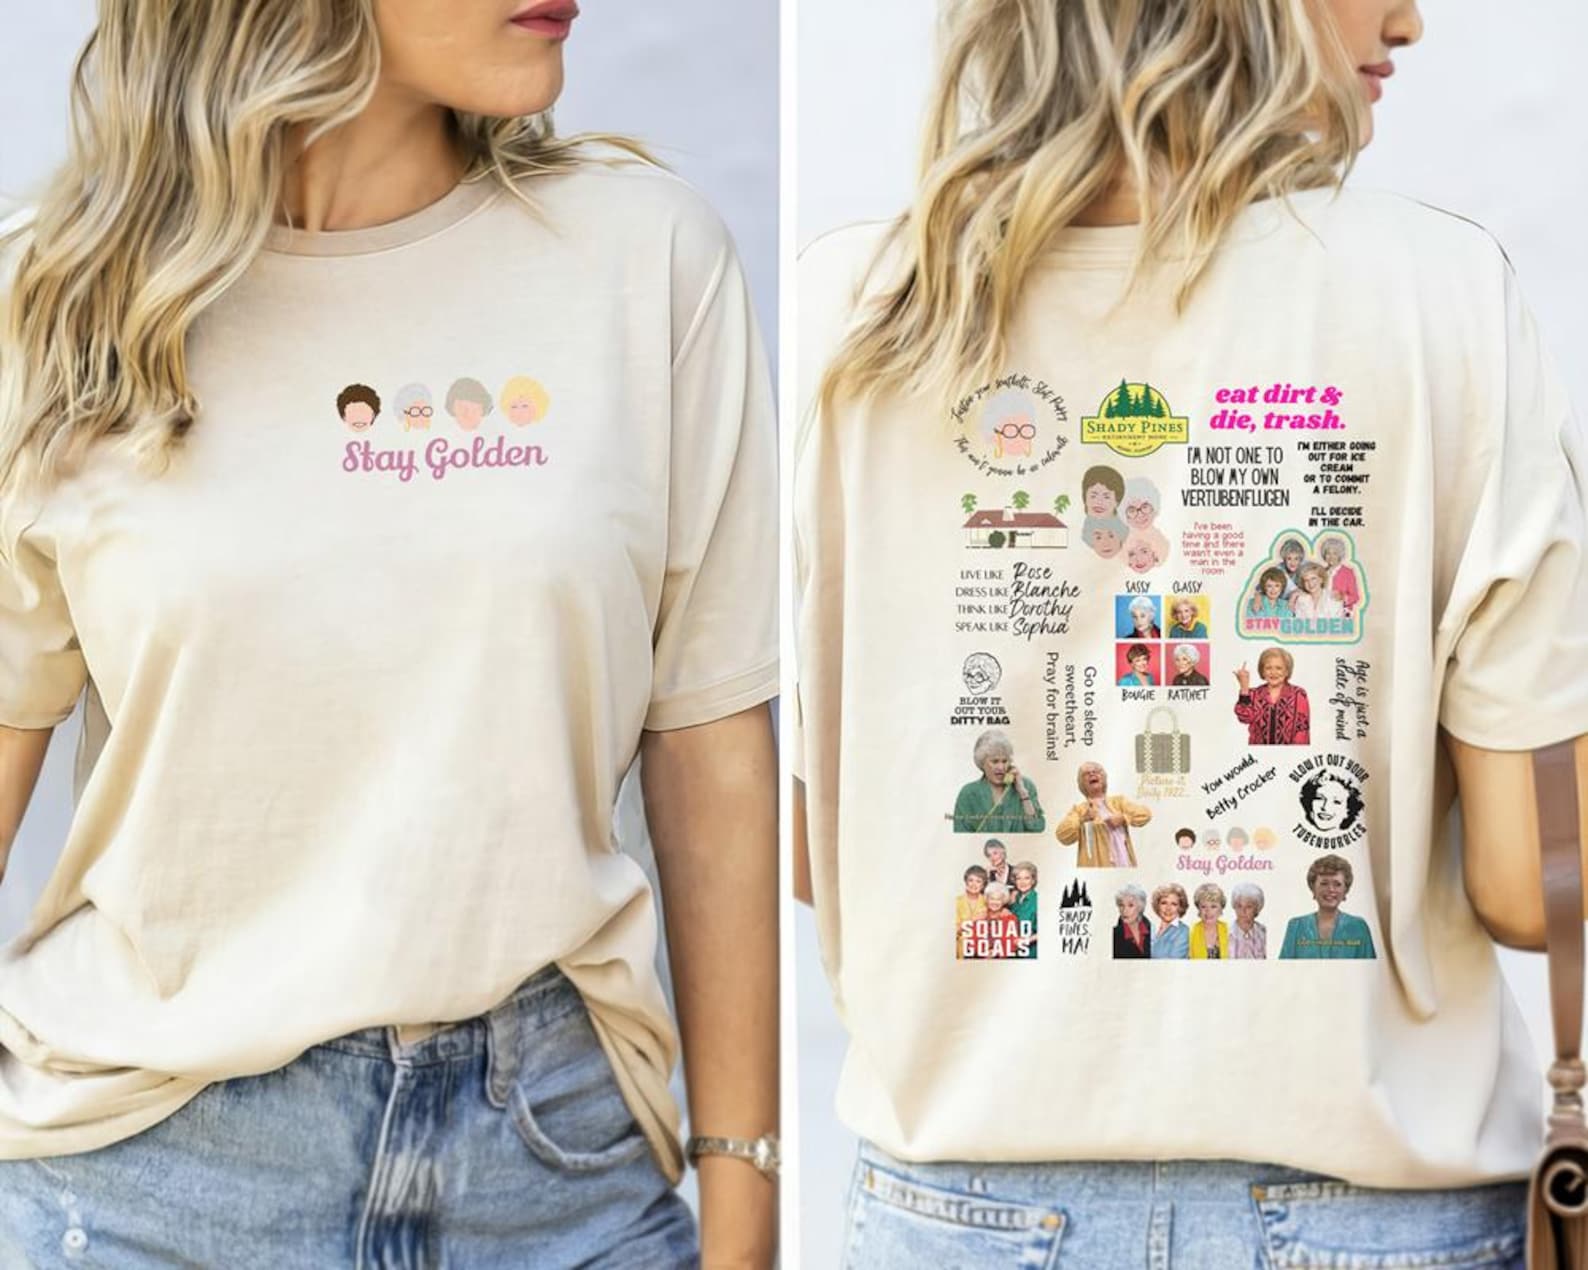 Stay Golden
SHADY PINES
RETIREMENT HOME
eat dirt &
die, trash.
I'M NOT ONE TO
BLOW MY OWN
VERTUBENFLUGEN
I'M EITHER GOING
OUT FOR ICE
CREAM
OR TO COMMIT
A FELONY.
I'LL DECIDE
IN THE CAR.
I've been
having a good
time and there
wasn't even a
man in the
room
LIVE LIKE Rose
DRESS LIKE Blanche
THINK LIKE Dorothy
SPEAK LIKE Sophia
SASSY CLASSY
BOUGIE RATCHET
STAY GOLDEN
BLOW IT
OUT YOUR
DITTY BAG
Go to sleep
sweetheart,
Pray for brains!
Age is just a
state of mind
Picture it,
Sicily 1922...
You would,
Betty Crocker
BLOW IT OUT YOUR
TUBENBURBLES
Stay Golden
SQUAD
GOALS
SHADY
PINES,
MA!